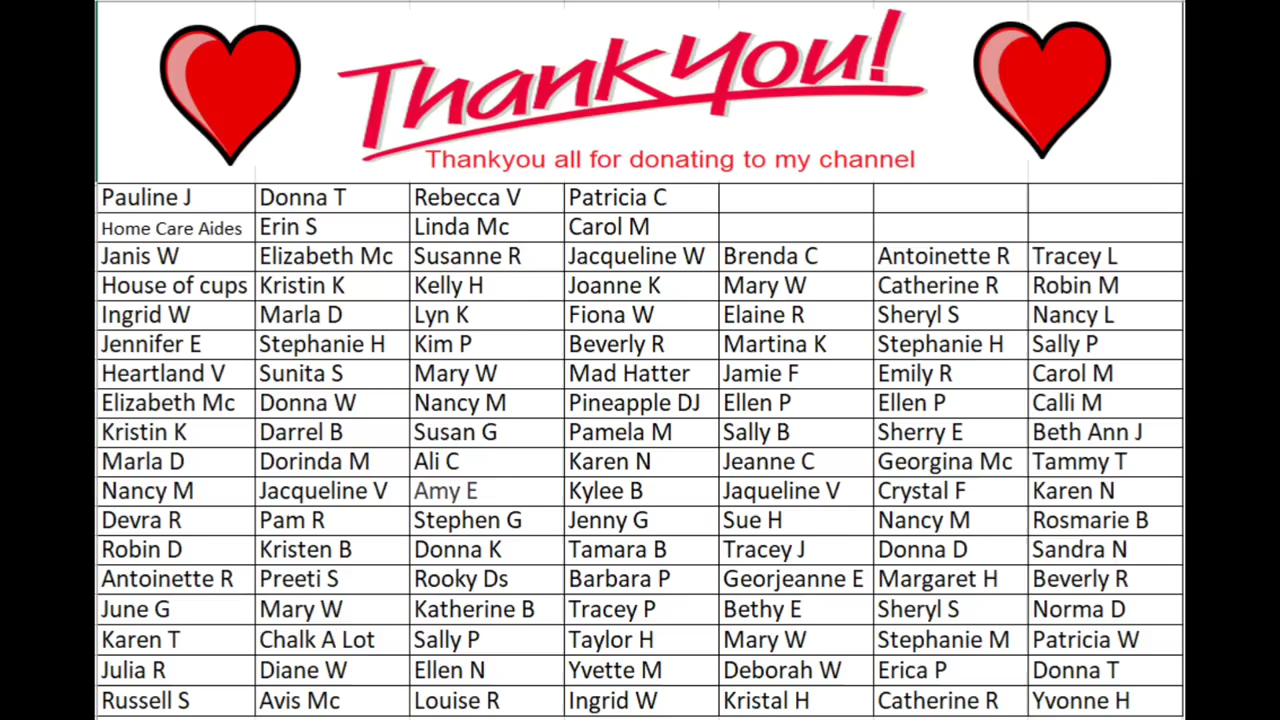 Thank You!
Thankyou all for donating to my channel
Pauline J Donna T Rebecca V Patricia C
Home Care Aides Erin S Linda Mc Carol M
Janis W Elizabeth Mc Susanne R Jacqueline W Brenda C Antoinette R Tracey L
House of cups Kristin K Kelly H Joanne K Mary W Catherine R Robin M
Ingrid W Marla D Lyn K Fiona W Elaine R Sheryl S Nancy L
Jennifer E Stephanie H Kim P Beverly R Martina K Stephanie H Sally P
Heartland V Sunita S Mary W Mad Hatter Jamie F Emily R Carol M
Elizabeth Mc Donna W Nancy M Pineapple DJ Ellen P Ellen P Calli M
Kristin K Darrel B Susan G Pamela M Sally B Sherry E Beth Ann J
Marla D Dorinda M Ali C Karen N Jeanne C Georgina Mc Tammy T
Nancy M Jacqueline V Amy E Kylee B Jaqueline V Crystal F Karen N
Devra R Pam R Stephen G Jenny G Sue H Nancy M Rosmarie B
Robin D Kristen B Donna K Tamara B Tracey J Donna D Sandra N
Antoinette R Preeti S Rooky Ds Barbara P Georjeanne E Margaret H Beverly R
June G Mary W Katherine B Tracey P Bethy E Sheryl S Norma D
Karen T Chalk A Lot Sally P Taylor H Mary W Stephanie M Patricia W
Julia R Diane W Ellen N Yvette M Deborah W Erica P Donna T
Russell S Avis Mc Louise R Ingrid W Kristal H Catherine R Yvonne H